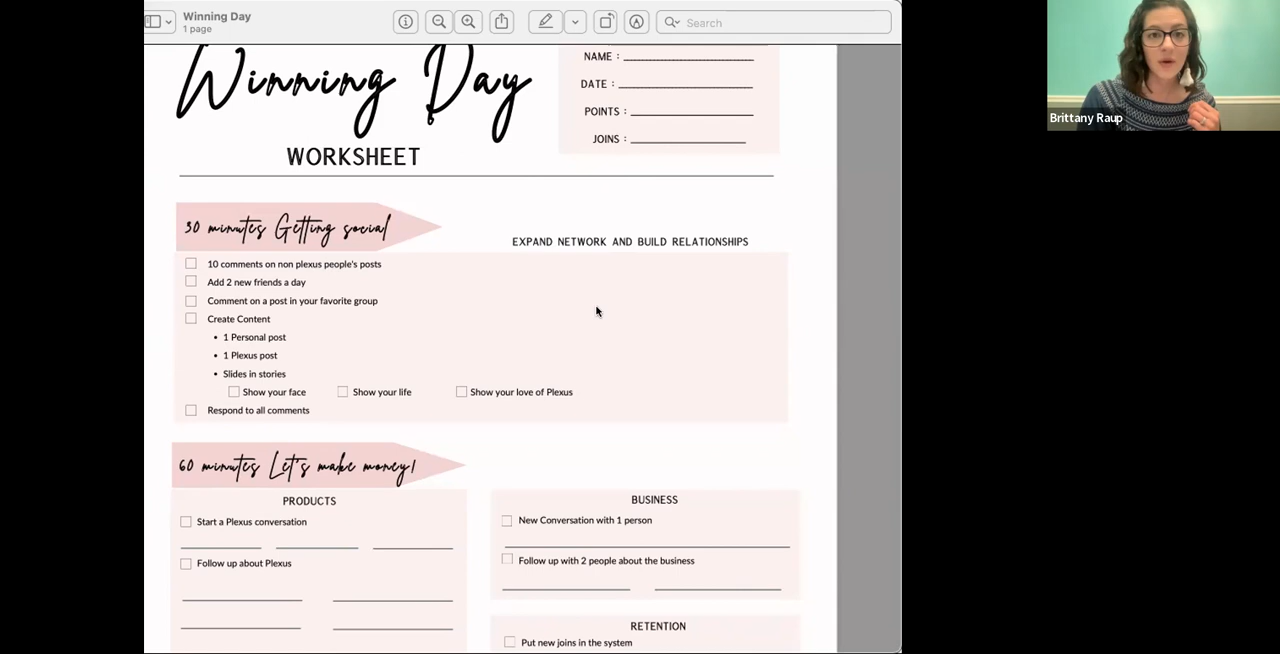 Winning Day
1 page
Search
Winning Day
WORKSHEET
NAME :
DATE :
POINTS :
JOINS :
30 minutes Getting social
EXPAND NETWORK AND BUILD RELATIONSHIPS
10 comments on non plexus people's posts
Add 2 new friends a day
Comment on a post in your favorite group
Create Content
• 1 Personal post
• 1 Plexus post
• Slides in stories
Show your face Show your life Show your love of Plexus
Respond to all comments
60 minutes Let's make money!
PRODUCTS
Start a Plexus conversation
Follow up about Plexus
BUSINESS
New Conversation with 1 person
Follow up with 2 people about the business
RETENTION
Put new joins in the system
Brittany Raup